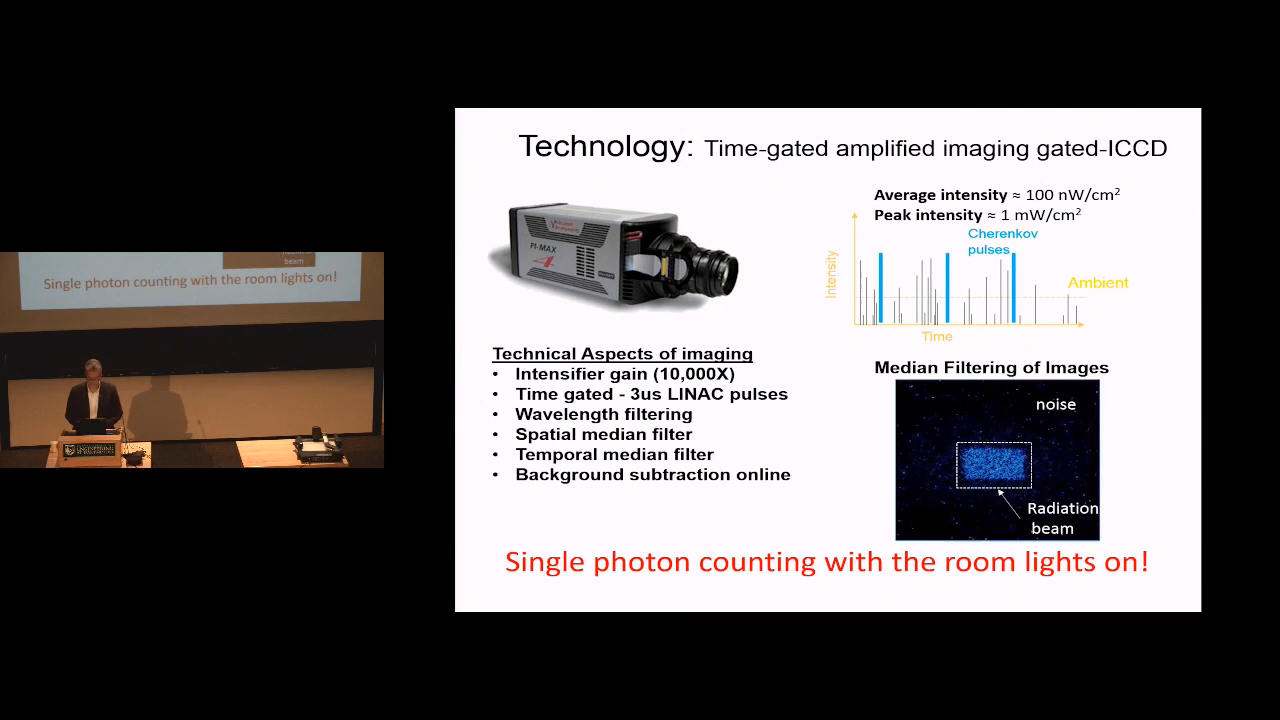 Technology: Time-gated amplified imaging gated-ICCD
PI-MAX
4
Average intensity ≈ 100 nW/cm²
Peak intensity ≈ 1 mW/cm²
Cherenkov
pulses
Intensity
Ambient
Time
Technical Aspects of imaging
• Intensifier gain (10,000X)
• Time gated - 3us LINAC pulses
• Wavelength filtering
• Spatial median filter
• Temporal median filter
• Background subtraction online
Median Filtering of Images
noise
Radiation
beam
Single photon counting with the room lights on!
beam
Single photon counting with the room lights on!